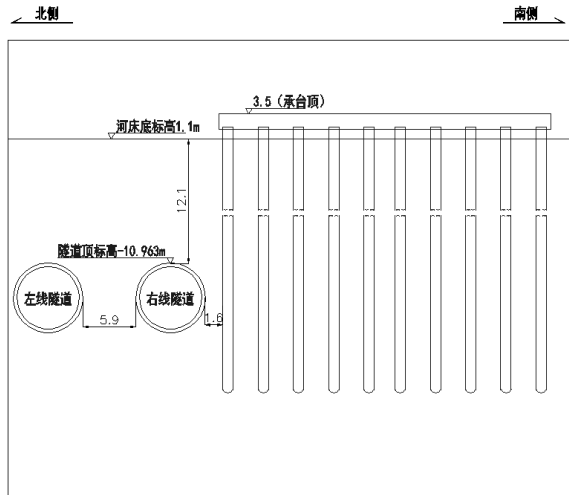 北侧
南侧
3.5（承台顶）
河床底标高1.1m
12.1
隧道顶标高-10.963m
左线隧道
右线隧道
5.9
1.6